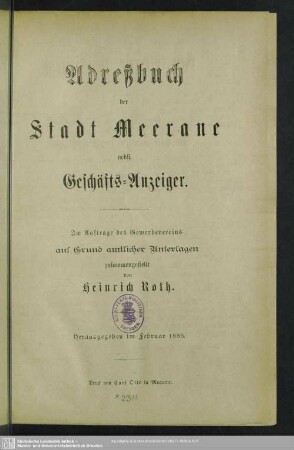 Adreßbuch
der
Stadt Meerane
nebst
Geschäfts-Anzeiger.
Im Auftrage des Gewerbevereins
auf Grund amtlicher Unterlagen
zusammengestellt
von
Heinrich Roth.
Herausgegeben im Februar
Druck von Carl Otto in Meerane.